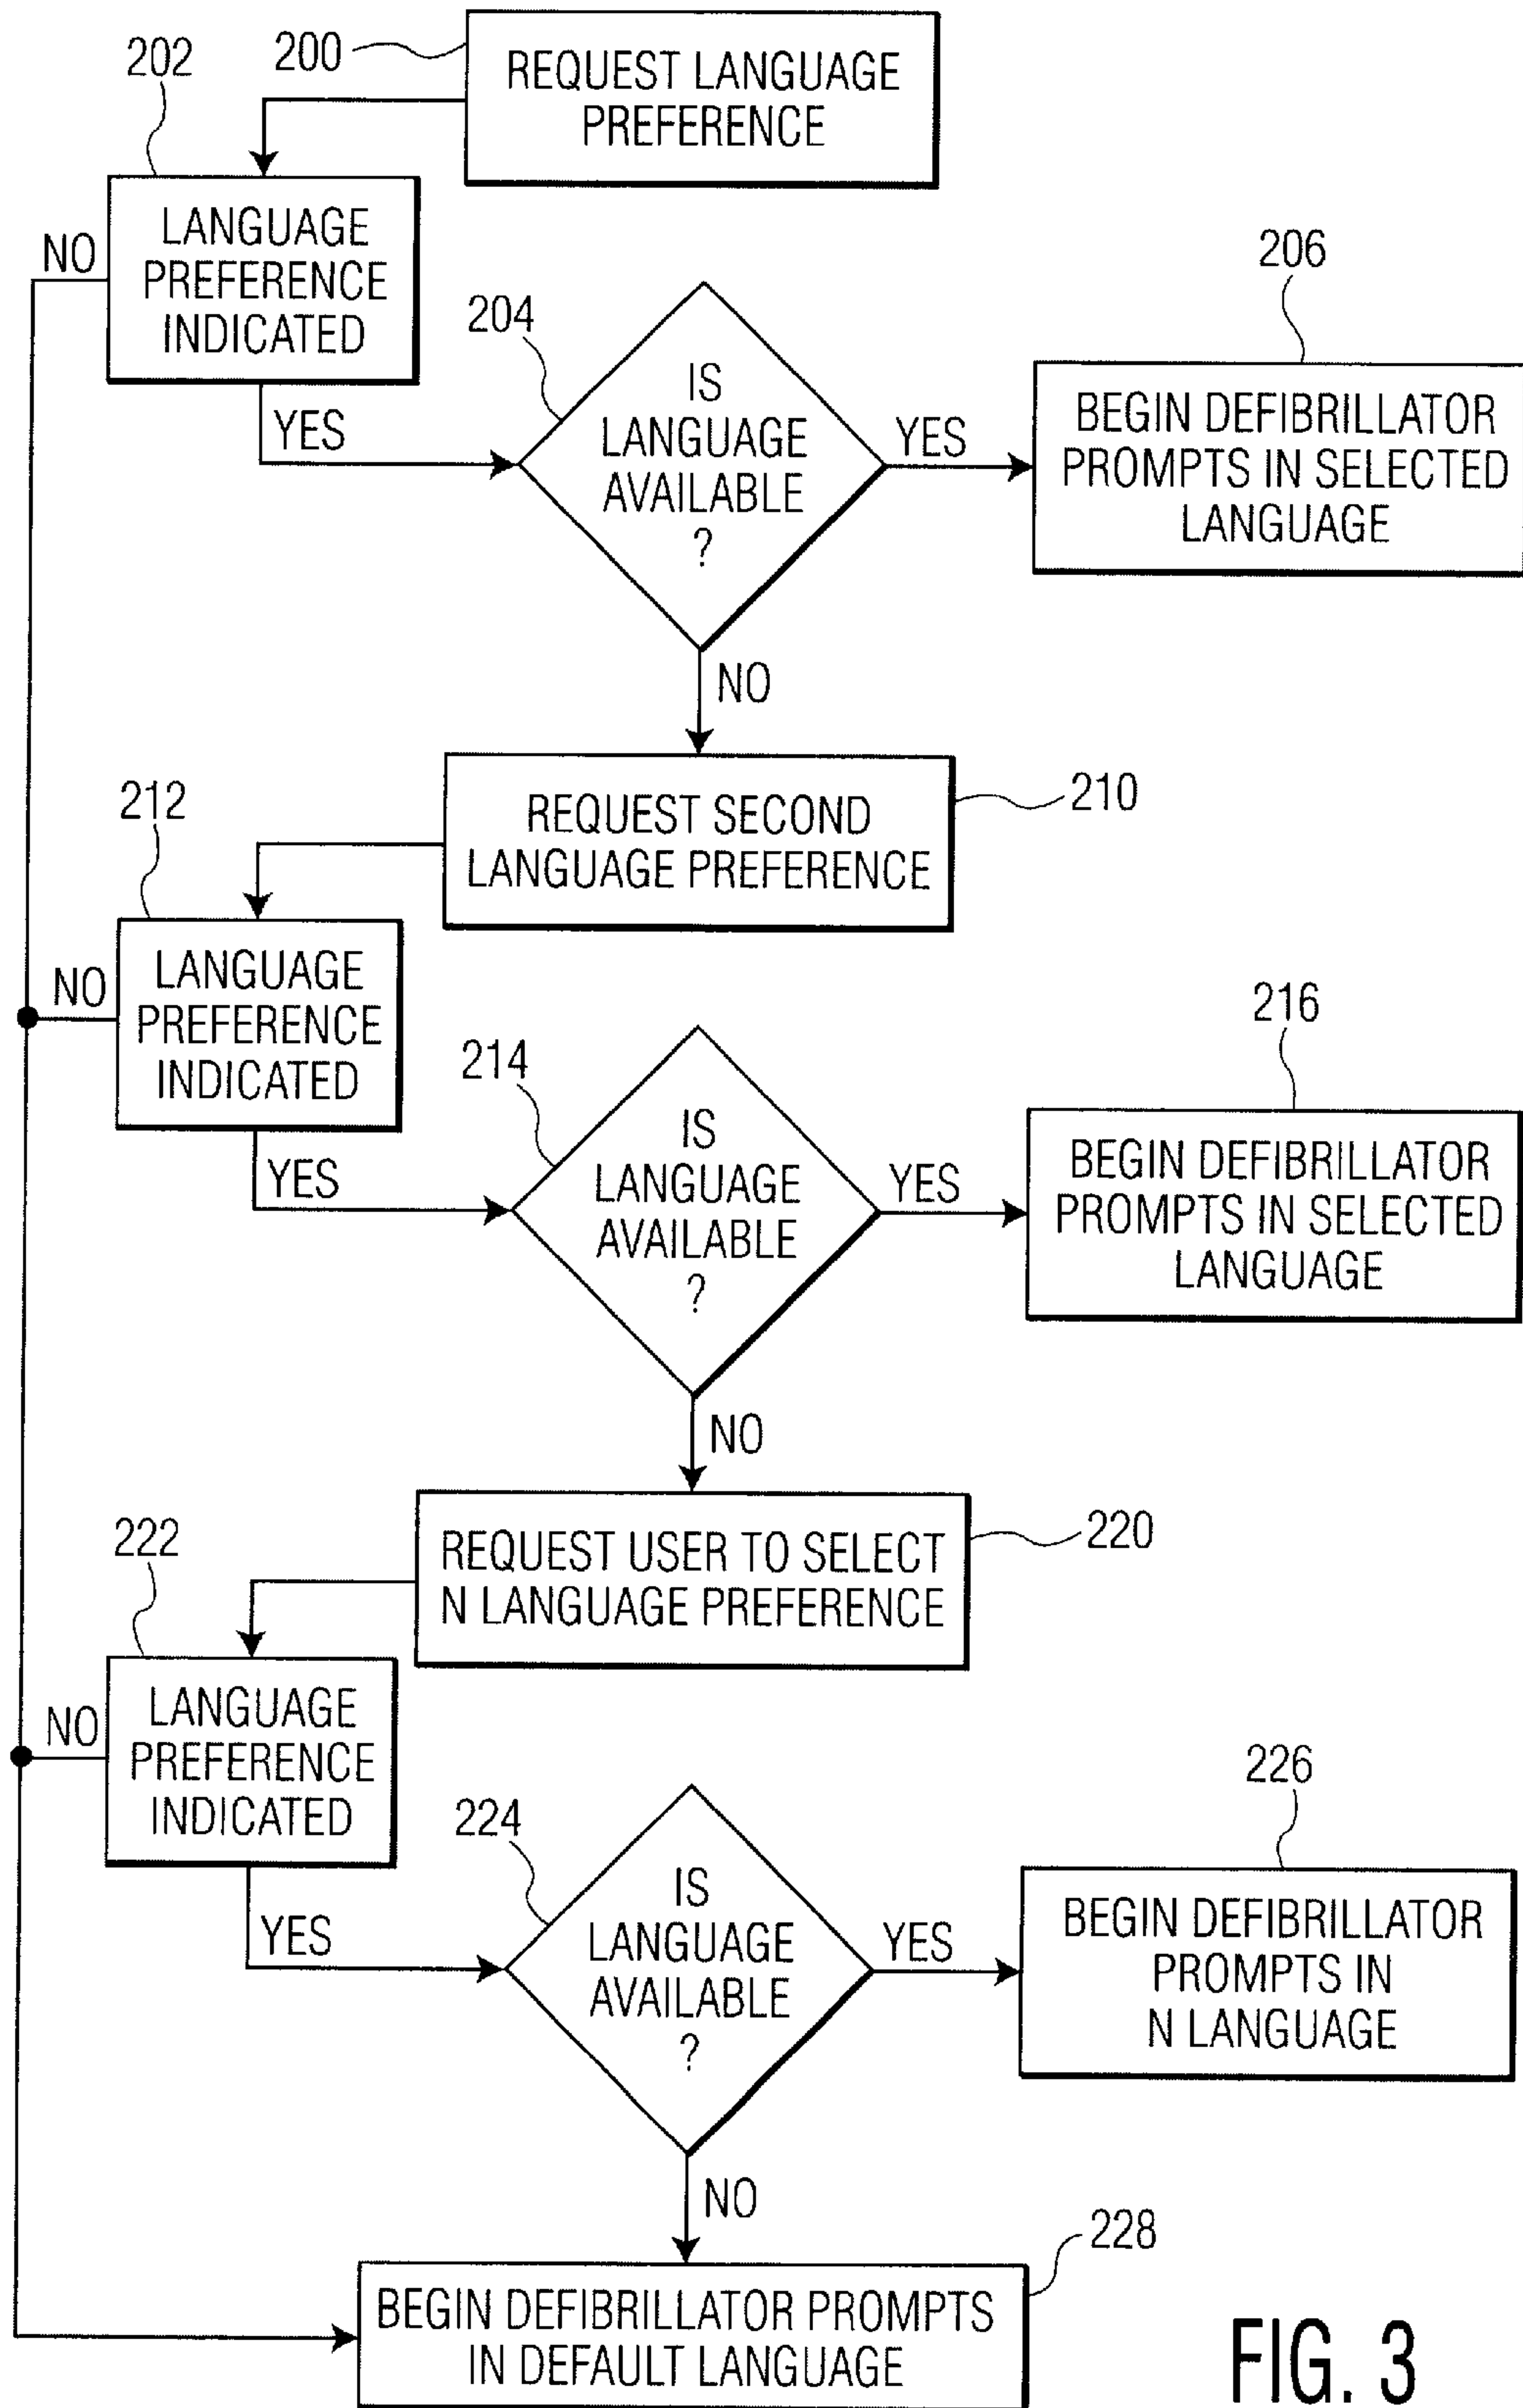 200
REQUEST LANGUAGE
PREFERENCE
202
LANGUAGE
PREFERENCE
INDICATED
NO
YES
204
IS
LANGUAGE
AVAILABLE
?
YES
206
BEGIN DEFIBRILLATOR
PROMPTS IN SELECTED
LANGUAGE
NO
REQUEST SECOND
LANGUAGE PREFERENCE
210
212
LANGUAGE
PREFERENCE
INDICATED
NO
YES
214
IS
LANGUAGE
AVAILABLE
?
YES
216
BEGIN DEFIBRILLATOR
PROMPTS IN SELECTED
LANGUAGE
NO
REQUEST USER TO SELECT
N LANGUAGE PREFERENCE
220
222
LANGUAGE
PREFERENCE
INDICATED
NO
YES
224
IS
LANGUAGE
AVAILABLE
?
YES
226
BEGIN DEFIBRILLATOR
PROMPTS IN
N LANGUAGE
NO
228
BEGIN DEFIBRILLATOR PROMPTS
IN DEFAULT LANGUAGE
FIG. 3